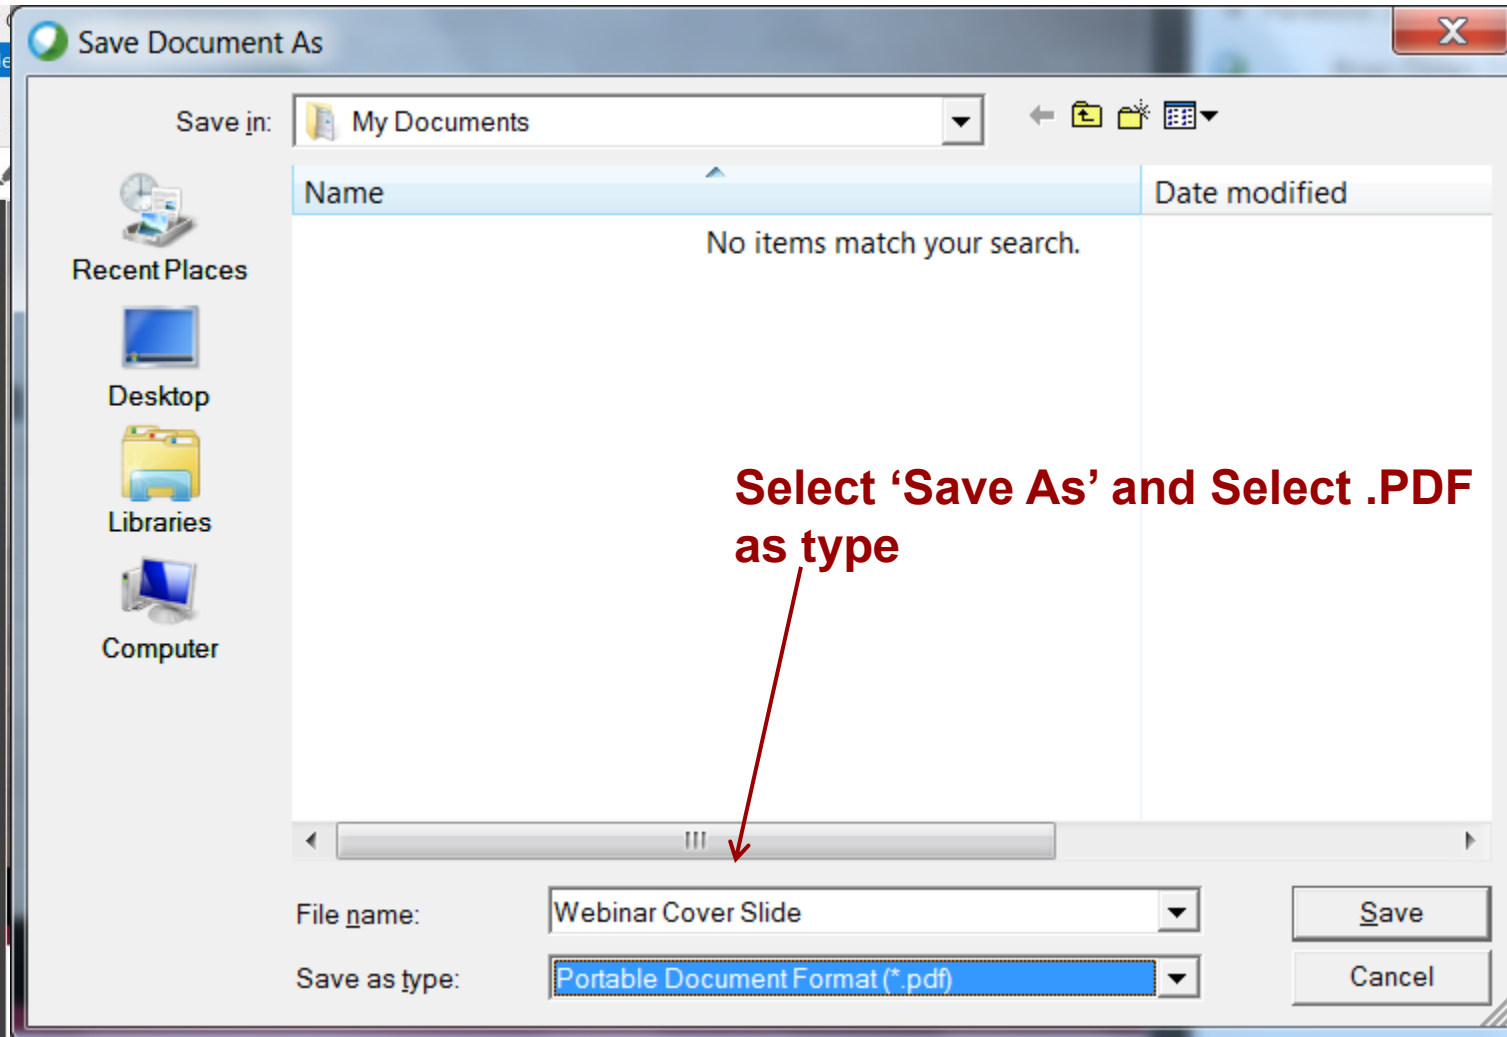 Save Document As
Save in:
My Documents
Name
Date modified
No items match your search.
Recent Places
Desktop
Libraries
Computer
Select ‘Save As’ and Select .PDF
as type
File name:
Webinar Cover Slide
Save
Save as type:
Portable Document Format (*.pdf)
Cancel